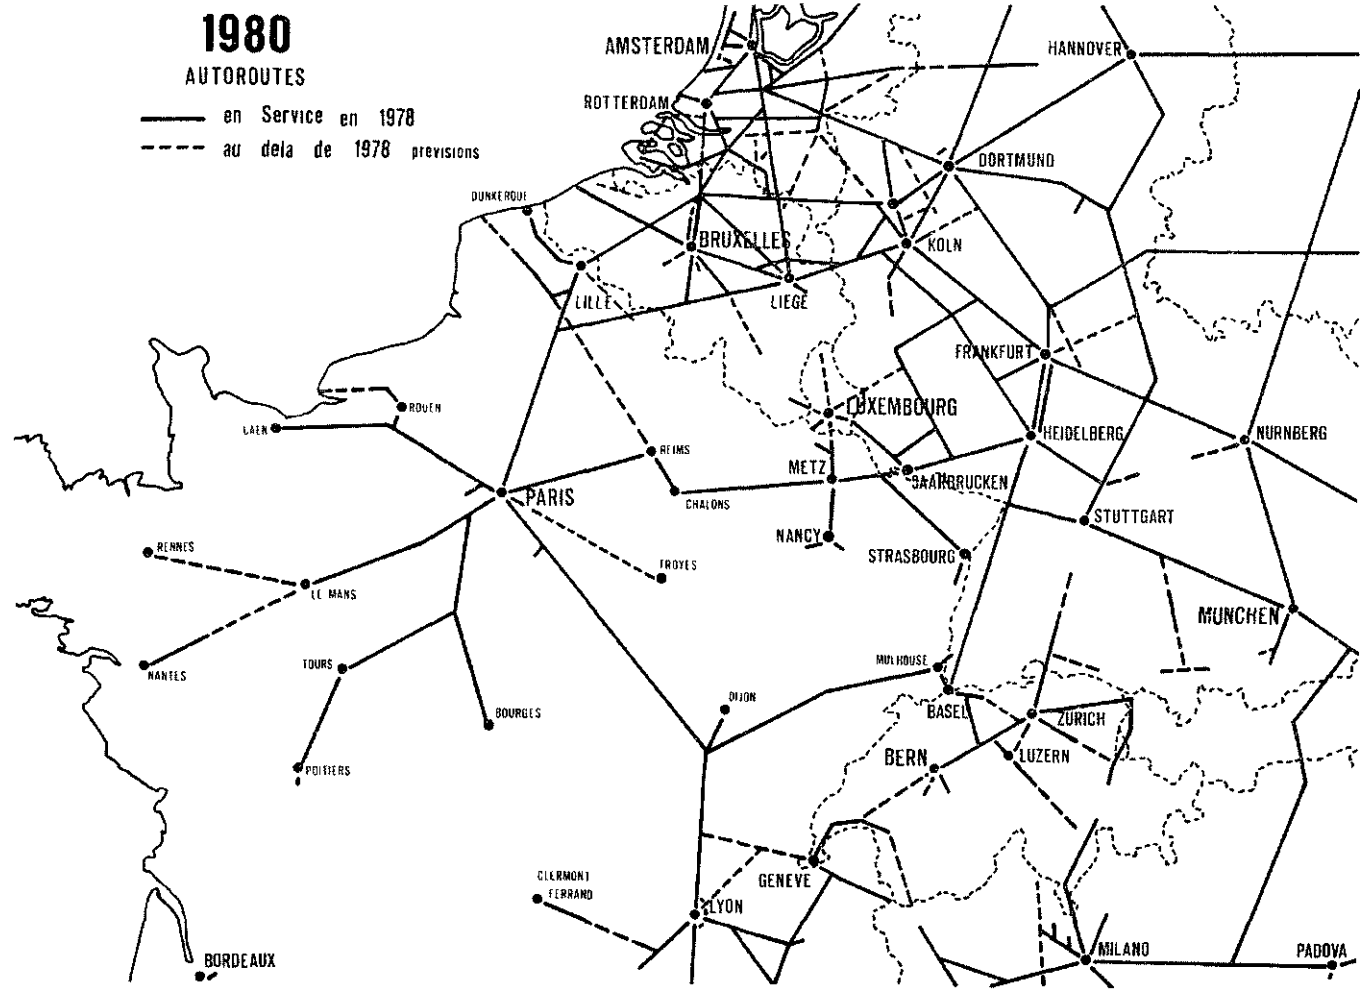 1980
AUTOROUTES
en Service en 1978
au dela de 1978 previsions
AMSTERDAM
HANNOVER
ROTTERDAM
DORTMUND
DUNKERQUE
BRUXELLES
KOLN
LILLE
LIEGE
FRANKFURT
ROUEN
CAEN
LUXEMBOURG
HEIDELBERG
NURNBERG
REIMS
METZ
SAARBRUCKEN
PARIS
CHALONS
STUTTGART
NANCY
STRASBOURG
RENNES
TROYES
LE MANS
MUNCHEN
NANTES
TOURS
MULHOUSE
DIJON
BASEL
ZURICH
BOURGES
BERN
LUZERN
POITIERS
CLERMONT
FERRAND
GENEVE
LYON
BORDEAUX
MILANO
PADOVA